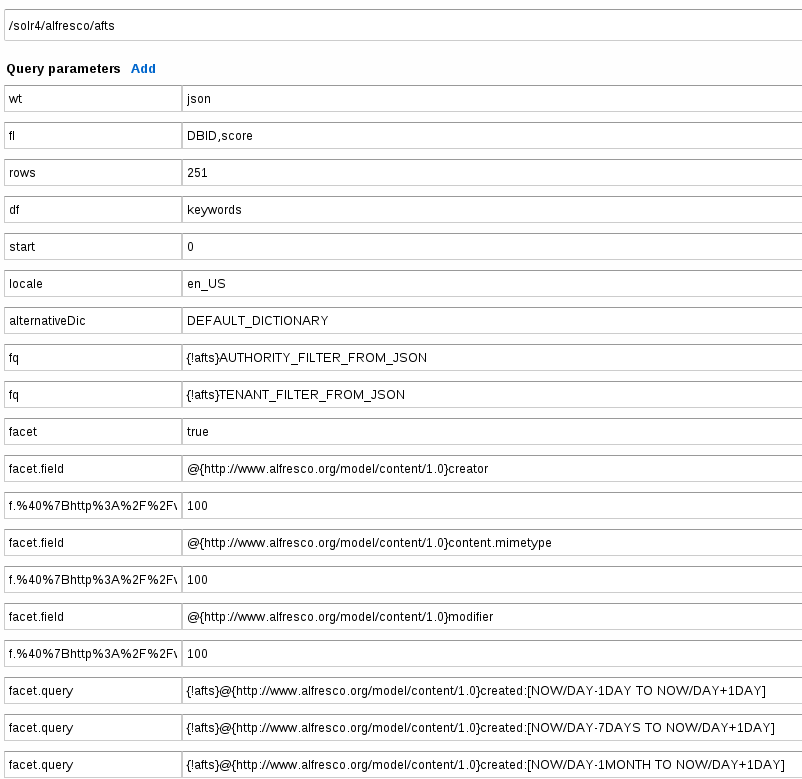 /solr4/alfresco/afts
Query parameters Add
wt json
fl DBID,score
rows 251
df keywords
start 0
locale en_US
alternativeDic DEFAULT_DICTIONARY
fq {!afts}AUTHORITY_FILTER_FROM_JSON
fq {!afts}TENANT_FILTER_FROM_JSON
facet true
facet.field @{http://www.alfresco.org/model/content/1.0}creator
f.%40%7Bhttp%3A%2F%2Fv 100
facet.field @{http://www.alfresco.org/model/content/1.0}content.mimetype
f.%40%7Bhttp%3A%2F%2Fv 100
facet.field @{http://www.alfresco.org/model/content/1.0}modifier
f.%40%7Bhttp%3A%2F%2Fv 100
facet.query {!afts}@{http://www.alfresco.org/model/content/1.0}created:[NOW/DAY-1DAY TO NOW/DAY+1DAY]
facet.query {!afts}@{http://www.alfresco.org/model/content/1.0}created:[NOW/DAY-7DAYS TO NOW/DAY+1DAY]
facet.query {!afts}@{http://www.alfresco.org/model/content/1.0}created:[NOW/DAY-1MONTH TO NOW/DAY+1DAY]